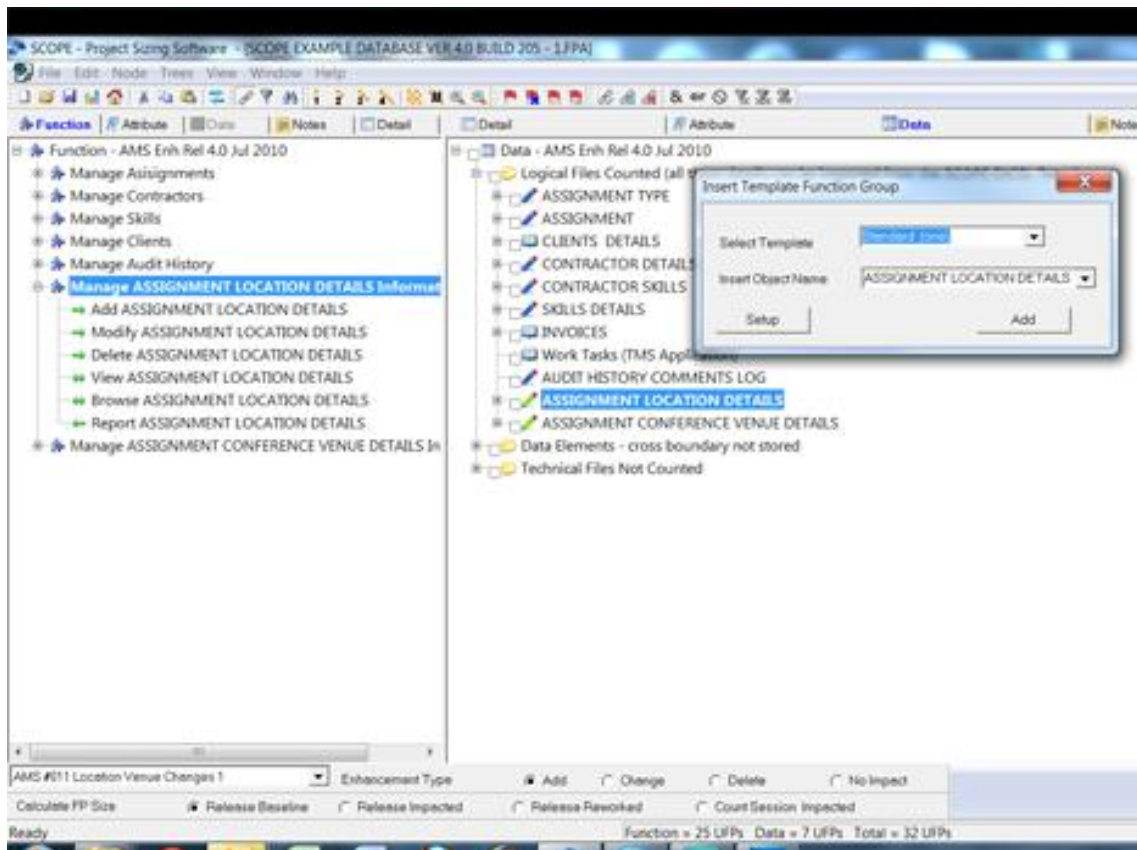 SCOPE - Project Sizing Software - [SCOPE EXAMPLE DATABASE VER 4.0 BUILD 205 - 1.FPA]
File Edit Node Trees View Window Help
Function Attribute Data Notes Detail Detail Attribute Data Note
Function - AMS Enh Rel 4.0 Jul 2010
Manage Asisignments
Manage Contractors
Manage Skills
Manage Clients
Manage Audit History
Manage ASSIGNMENT LOCATION DETAILS Informat
Add ASSIGNMENT LOCATION DETAILS
Modify ASSIGNMENT LOCATION DETAILS
Delete ASSIGNMENT LOCATION DETAILS
View ASSIGNMENT LOCATION DETAILS
Browse ASSIGNMENT LOCATION DETAILS
Report ASSIGNMENT LOCATION DETAILS
Manage ASSIGNMENT CONFERENCE VENUE DETAILS In
Data - AMS Enh Rel 4.0 Jul 2010
Logical Files Counted (all
ASSIGNMENT TYPE
ASSIGNMENT
CLIENTS DETAILS
CONTRACTOR DETAILS
CONTRACTOR SKILLS
SKILLS DETAILS
INVOICES
Work Tasks (TMS Application)
AUDIT HISTORY COMMENTS LOG
ASSIGNMENT LOCATION DETAILS
ASSIGNMENT CONFERENCE VENUE DETAILS
Data Elements - cross boundary not stored
Technical Files Not Counted
Insert Template Function Group
Select Template
Insert Object Name ASSIGNMENT LOCATION DETAILS
Setup Add
AMS #011 Location Venue Changes 1 Enhancement Type Add Change Delete No Impact
Calculate FP Size Release Baseline Release Impacted Release Reworked Count Session Impacted
Ready Function = 25 UFPs Data = 7 UFPs Total = 32 UFPs